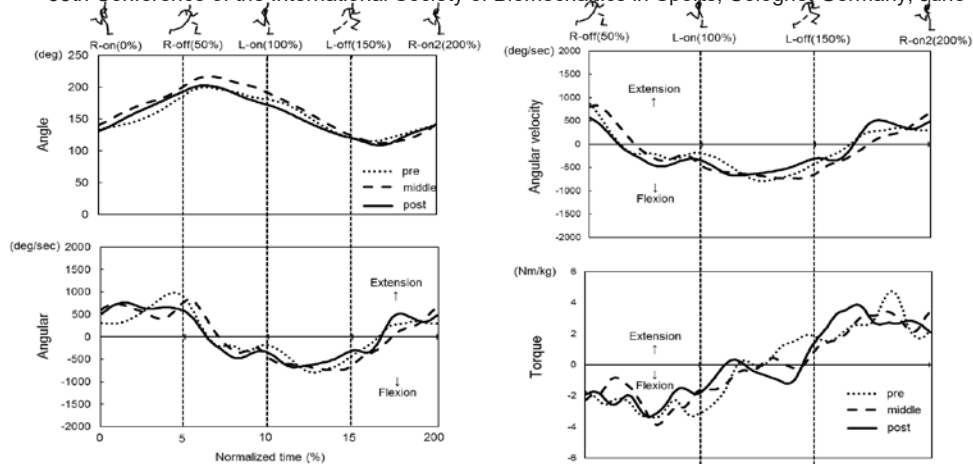 35th Conference of the International Society of Biomechanics in Sports, Cologne, Germany, June
R-on(0%) R-off(50%) L-on(100%) L-off(150%) R-on2(200%)
(deg)
250
200
150
100
50
0
Angle
pre
middle
post
(deg/sec)
2000
1500
1000
500
0
-500
-1000
-1500
-2000
Angular
Extension
↑
↓
Flexion
0 5 10 15 200
Normalized time (%)
R-off(50%) L-on(100%) L-off(150%) R-on2(200%)
(deg/sec)
2000
1500
1000
500
0
-500
-1000
-1500
-2000
Angular velocity
Extension
↑
↓
Flexion
(Nm/kg)
6
4
2
0
-2
-4
-6
Torque
Extension
↑
↓
Flexion
pre
middle
post